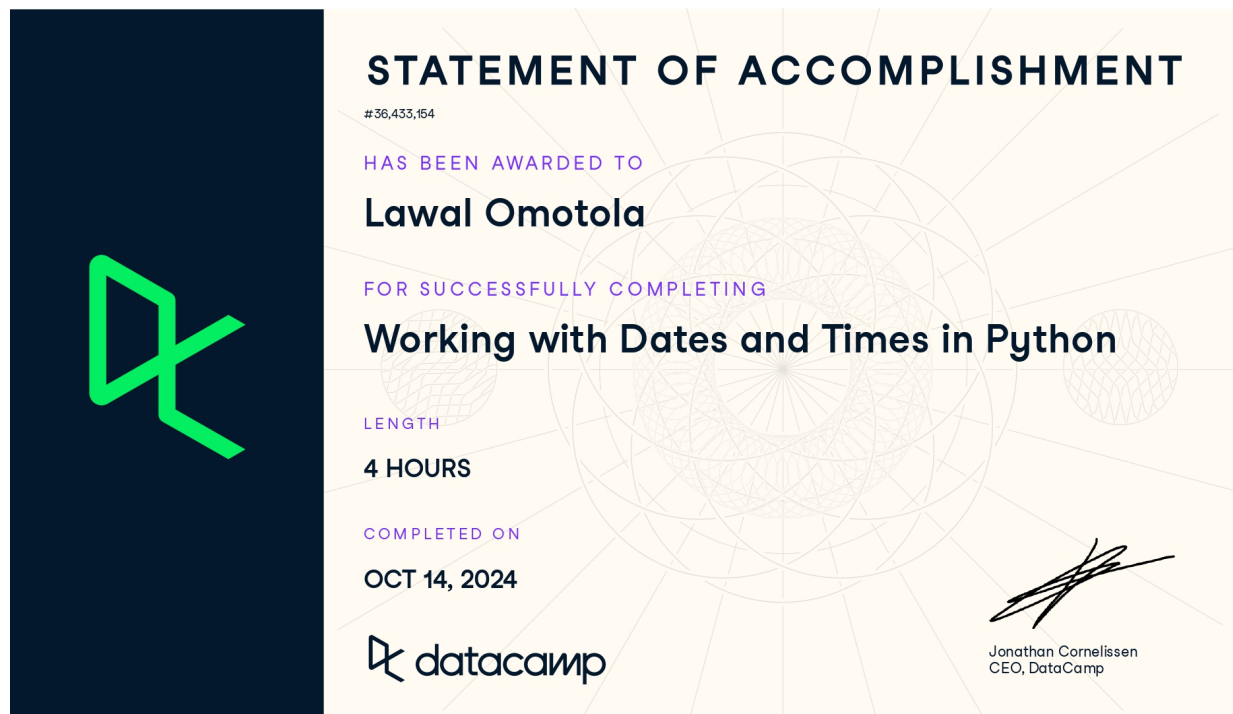 STATEMENT OF ACCOMPLISHMENT
#36,433,154
HAS BEEN AWARDED TO
Lawal Omotola
FOR SUCCESSFULLY COMPLETING
Working with Dates and Times in Python
LENGTH
4 HOURS
COMPLETED ON
OCT 14, 2024
datacamp
Jonathan Cornelissen
CEO, DataCamp